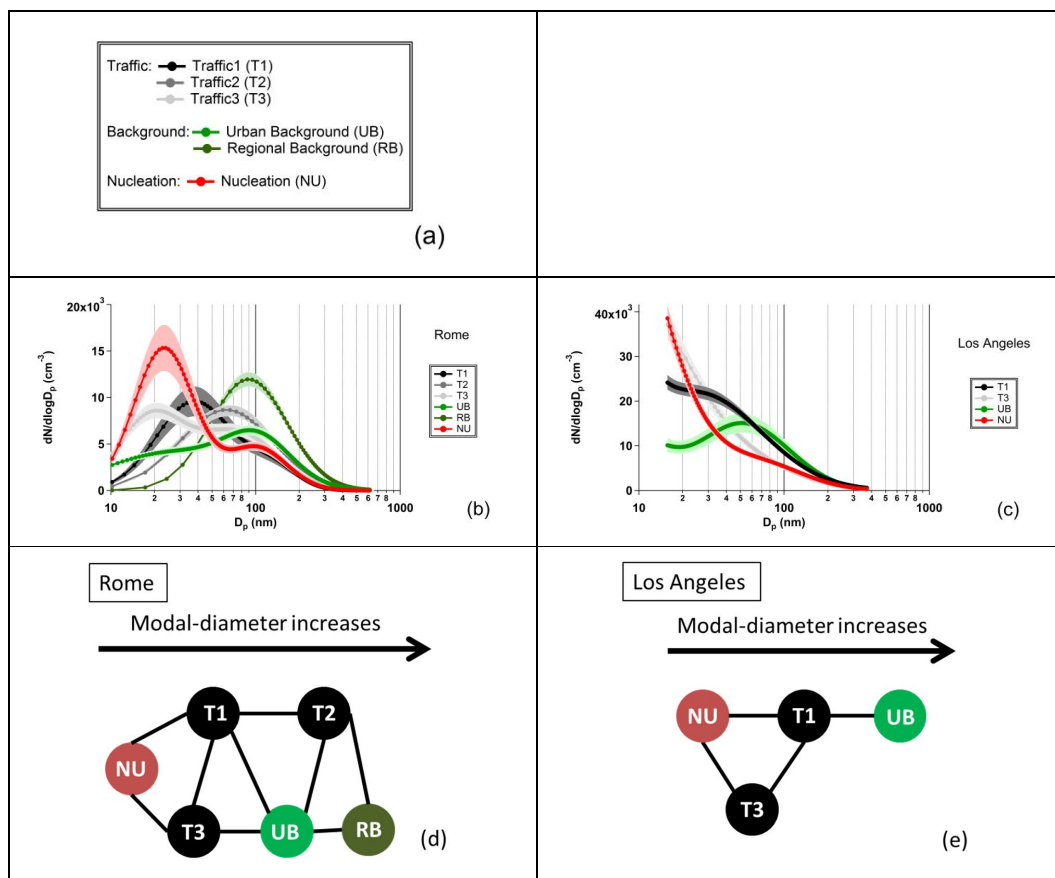 Traffic: Traffic1 (T1)
Traffic2 (T2)
Traffic3 (T3)
Background: Urban Background (UB)
Regional Background (RB)
Nucleation: Nucleation (NU)
(a)
20x10³
15
10
5
0
dN/dlogDp (cm⁻³)
10
2
3
4
5
6
7
8
100
2
3
4
5
6
7
8
1000
Dp (nm)
Rome
T1
T2
T3
UB
RB
NU
(b)
40x10³
30
20
10
0
dN/dlogDp (cm⁻³)
10
2
3
4
5
6
7
8
100
2
3
4
5
6
7
8
1000
Dp (nm)
Los Angeles
T1
T3
UB
NU
(c)
Rome
Modal-diameter increases
T1
T2
NU
T3
UB
RB
(d)
Los Angeles
Modal-diameter increases
NU
T1
UB
T3
(e)